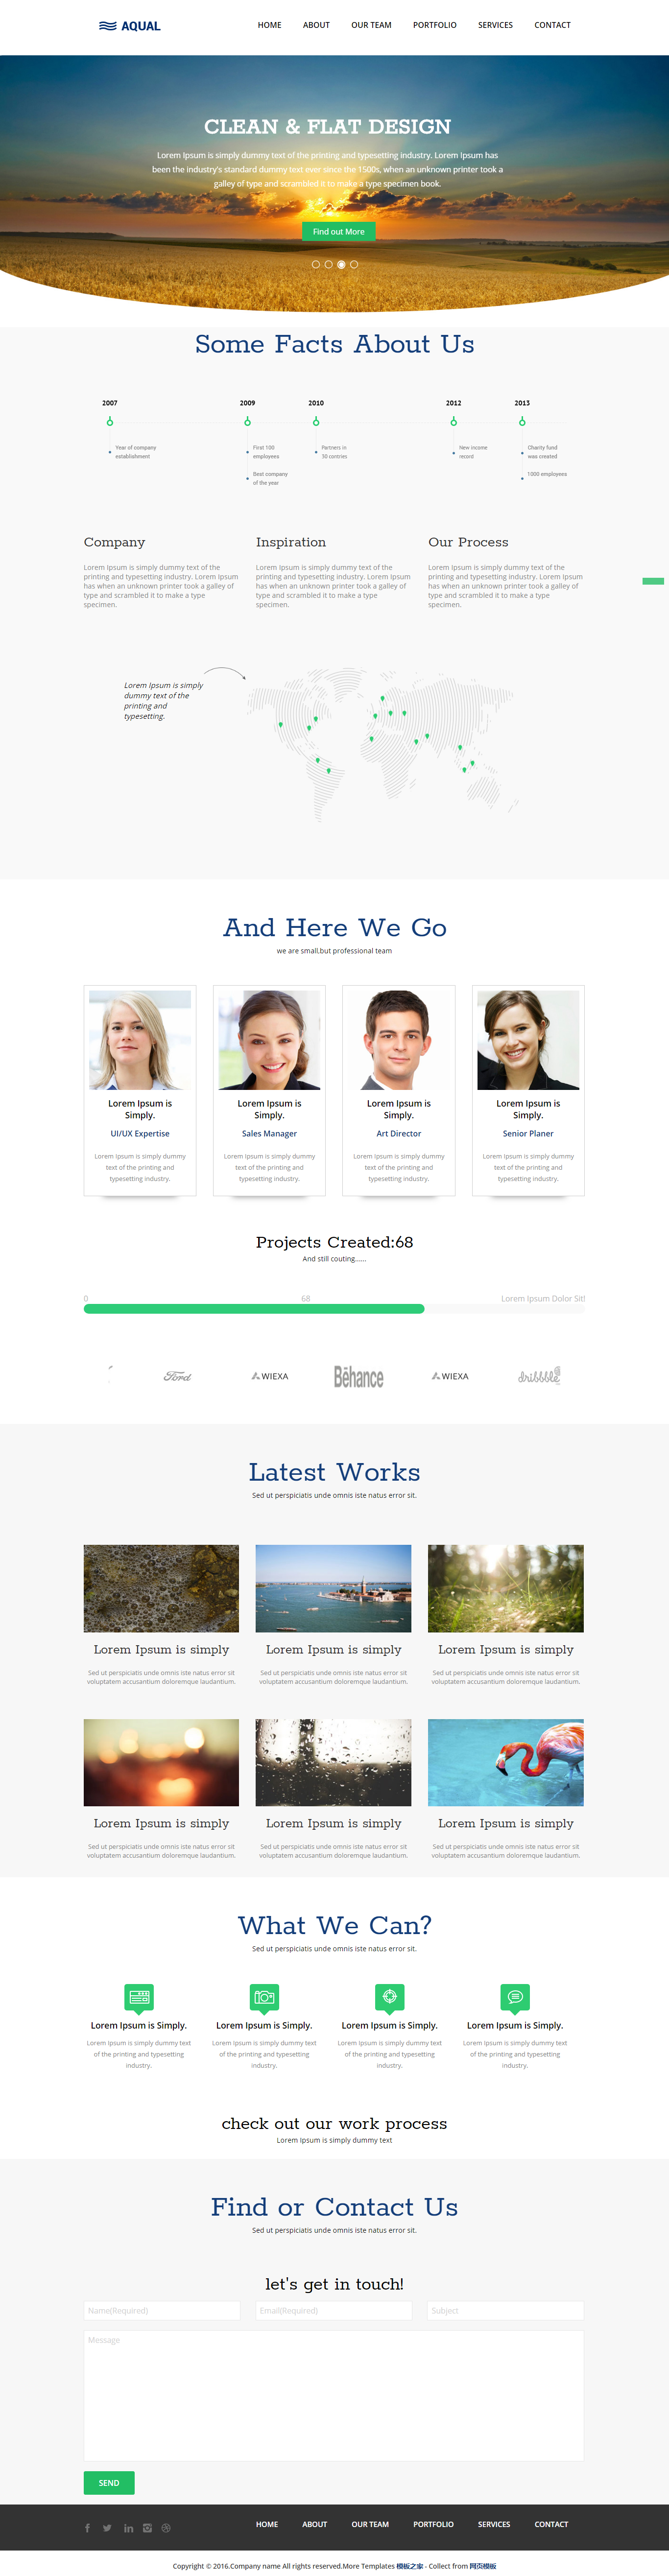 AQUAL
HOME ABOUT OUR TEAM PORTFOLIO SERVICES CONTACT
CLEAN & FLAT DESIGN
Lorem Ipsum is simply dummy text of the printing and typesetting industry. Lorem Ipsum has
been the industry's standard dummy text ever since the 1500s, when an unknown printer took a
galley of type and scrambled it to make a type specimen book.
Find out More
Some Facts About Us
2007 2009 2010 2012 2013
Year of company
establishment
First 100
employees
Best company
of the year
Partners in
30 contries
New income
record
Charity fund
was created
1000 employees
Company
Lorem Ipsum is simply dummy text of the
printing and typesetting industry. Lorem Ipsum
has when an unknown printer took a galley of
type and scrambled it to make a type
specimen.
Inspiration
Lorem Ipsum is simply dummy text of the
printing and typesetting industry. Lorem Ipsum
has when an unknown printer took a galley of
type and scrambled it to make a type
specimen.
Our Process
Lorem Ipsum is simply dummy text of the
printing and typesetting industry. Lorem Ipsum
has when an unknown printer took a galley of
type and scrambled it to make a type
specimen.
Lorem Ipsum is simply
dummy text of the
printing and
typesetting.
And Here We Go
we are small,but professional team
Lorem Ipsum is
Simply.
UI/UX Expertise
Lorem Ipsum is simply dummy
text of the printing and
typesetting industry.
Lorem Ipsum is
Simply.
Sales Manager
Lorem Ipsum is simply dummy
text of the printing and
typesetting industry.
Lorem Ipsum is
Simply.
Art Director
Lorem Ipsum is simply dummy
text of the printing and
typesetting industry.
Lorem Ipsum is
Simply.
Senior Planer
Lorem Ipsum is simply dummy
text of the printing and
typesetting industry.
Projects Created:68
And still couting......
0 68 Lorem Ipsum Dolor Sit!
Ford WIEXA Bēhance WIEXA dribbble
Latest Works
Sed ut perspiciatis unde omnis iste natus error sit.
Lorem Ipsum is simply
Sed ut perspiciatis unde omnis iste natus error sit
voluptatem accusantium doloremque laudantium.
Lorem Ipsum is simply
Sed ut perspiciatis unde omnis iste natus error sit
voluptatem accusantium doloremque laudantium.
Lorem Ipsum is simply
Sed ut perspiciatis unde omnis iste natus error sit
voluptatem accusantium doloremque laudantium.
Lorem Ipsum is simply
Sed ut perspiciatis unde omnis iste natus error sit
voluptatem accusantium doloremque laudantium.
Lorem Ipsum is simply
Sed ut perspiciatis unde omnis iste natus error sit
voluptatem accusantium doloremque laudantium.
Lorem Ipsum is simply
Sed ut perspiciatis unde omnis iste natus error sit
voluptatem accusantium doloremque laudantium.
What We Can?
Sed ut perspiciatis unde omnis iste natus error sit.
Lorem Ipsum is Simply.
Lorem Ipsum is simply dummy text
of the printing and typesetting
industry.
Lorem Ipsum is Simply.
Lorem Ipsum is simply dummy text
of the printing and typesetting
industry.
Lorem Ipsum is Simply.
Lorem Ipsum is simply dummy text
of the printing and typesetting
industry.
Lorem Ipsum is Simply.
Lorem Ipsum is simply dummy text
of the printing and typesetting
industry.
check out our work process
Lorem Ipsum is simply dummy text
Find or Contact Us
Sed ut perspiciatis unde omnis iste natus error sit.
let's get in touch!
Name(Required) Email(Required) Subject
Message
SEND
HOME ABOUT OUR TEAM PORTFOLIO SERVICES CONTACT
Copyright © 2016.Company name All rights reserved.More Templates 模板之家 - Collect from 网页模板